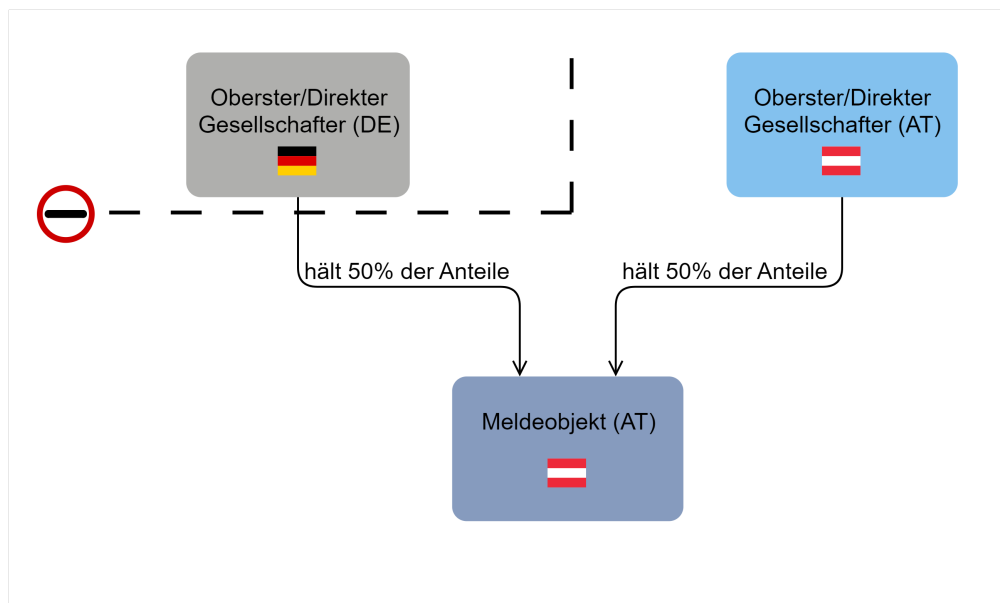 Oberster/Direkter
Gesellschafter (DE)
Oberster/Direkter
Gesellschafter (AT)
hält 50% der Anteile
hält 50% der Anteile
Meldeobjekt (AT)